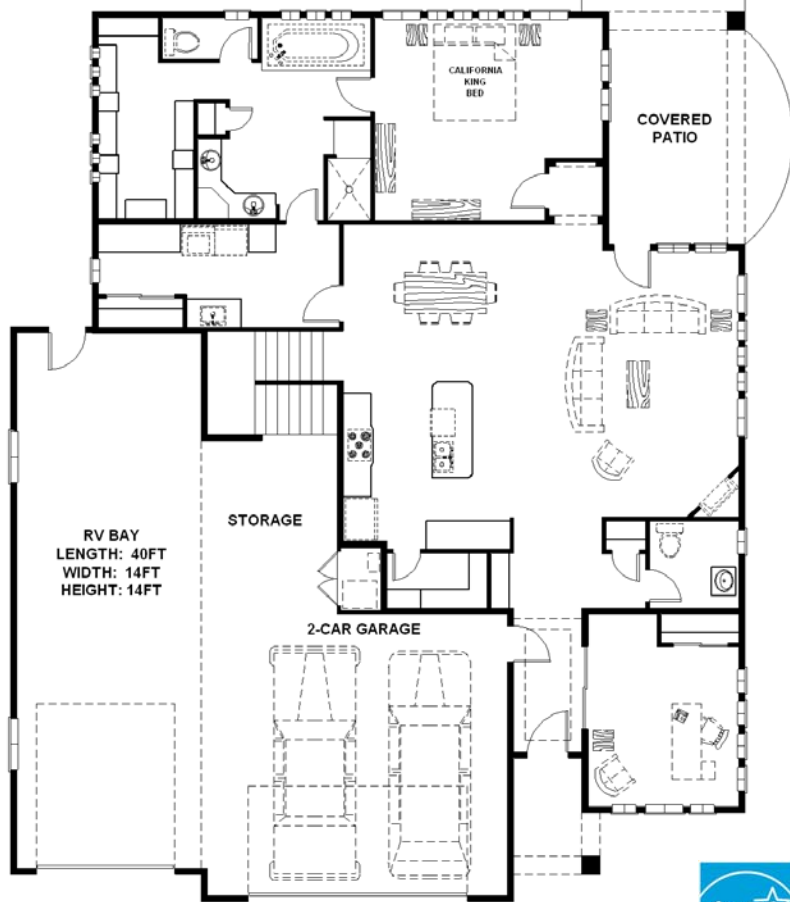 CALIFORNIA
KING
BED
COVERED
PATIO
RV BAY
LENGTH: 40FT
WIDTH: 14FT
HEIGHT: 14FT
STORAGE
2-CAR GARAGE